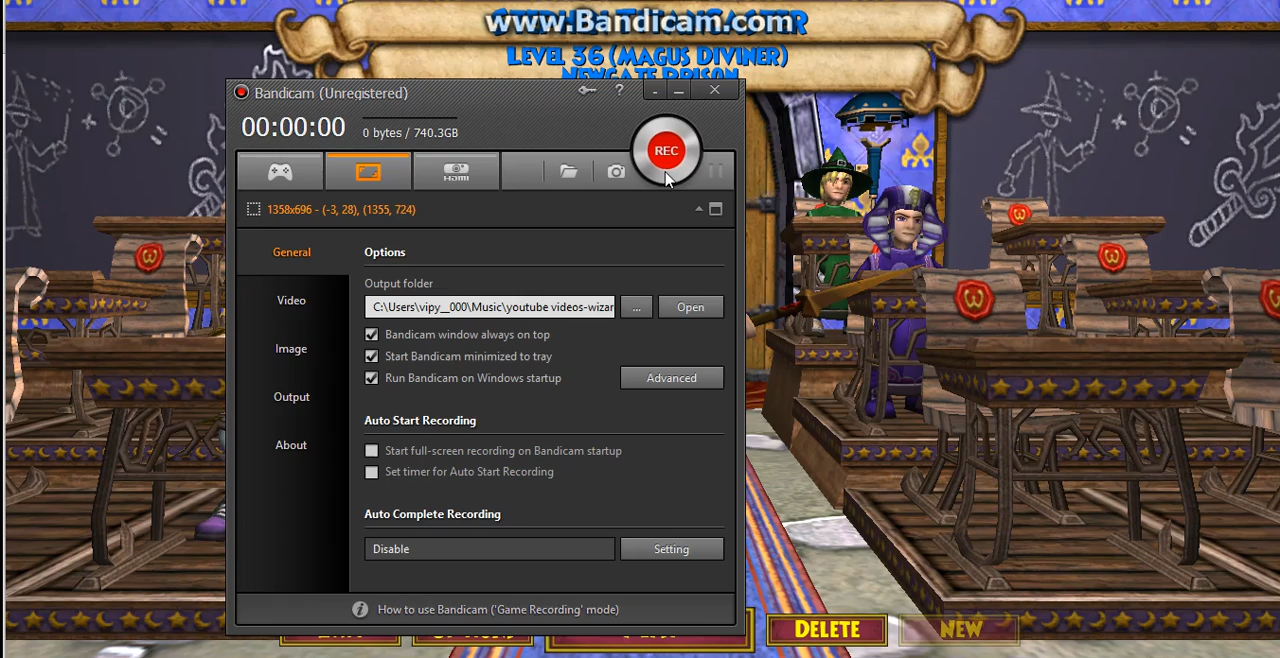 www.Bandicam.com
LEVEL 36 (MAGUS DIVINER)
NEWGATE PRISON
Bandicam (Unregistered)
?
00:00:00
0 bytes / 740.3GB
REC
HDMI
1358x696 - (-3, 28), (1355, 724)
General
Video
Image
Output
About
Options
Output folder
C:\Users\vipy__000\Music\youtube videos-wizar
...
Open
Bandicam window always on top
Start Bandicam minimized to tray
Run Bandicam on Windows startup
Advanced
Auto Start Recording
Start full-screen recording on Bandicam startup
Set timer for Auto Start Recording
Auto Complete Recording
Disable
Setting
How to use Bandicam ('Game Recording' mode)
DELETE
NEW